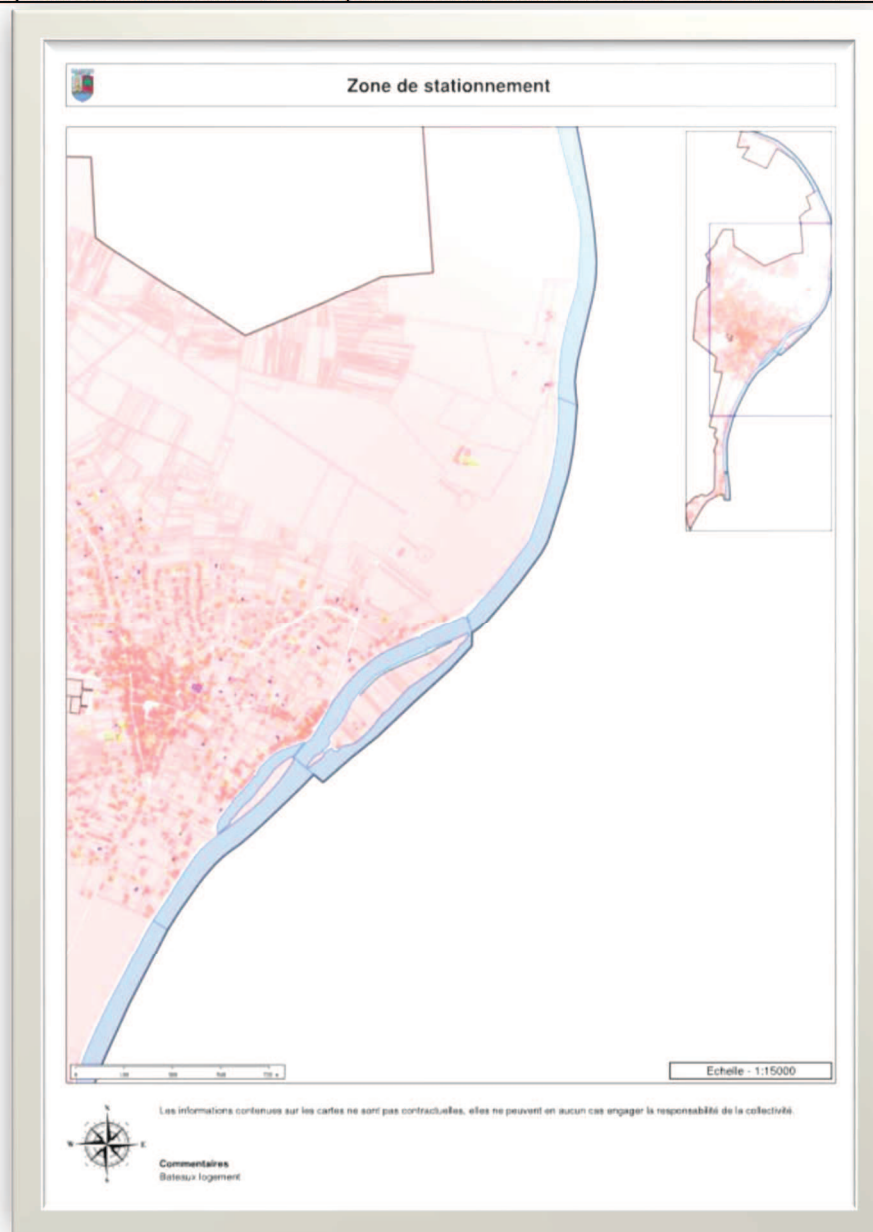 Zone de stationnement
Echelle - 1:15000
Les informations contenues sur les cartes ne sont pas contractuelles, elles ne peuvent en aucun cas engager la responsabilité de la collectivité.
N
W
E
S
Commentaires
Bateaux logement